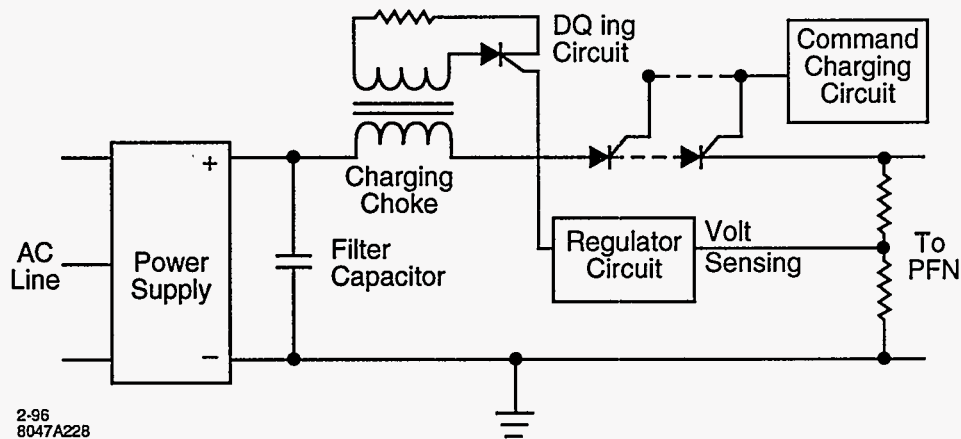 DQ ing
Circuit
Command
Charging
Circuit
+
Charging
Choke
AC
Line
Power
Supply
Filter
Capacitor
Regulator
Circuit
Volt
Sensing
To
PFN
–
2-96
8047A228